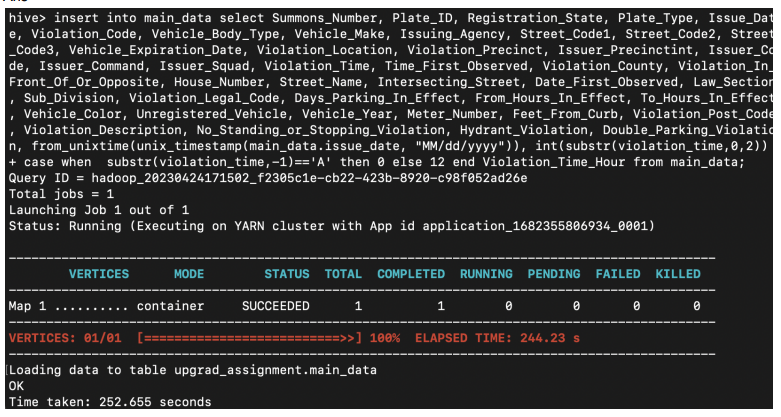 hive> insert into main_data select Summons_Number, Plate_ID, Registration_State, Plate_Type, Issue_Dat
e, Violation_Code, Vehicle_Body_Type, Vehicle_Make, Issuing_Agency, Street_Code1, Street_Code2, Street
_Code3, Vehicle_Expiration_Date, Violation_Location, Violation_Precinct, Issuer_Precinctint, Issuer_Co
de, Issuer_Command, Issuer_Squad, Violation_Time, Time_First_Observed, Violation_County, Violation_In_
Front_Of_Or_Opposite, House_Number, Street_Name, Intersecting_Street, Date_First_Observed, Law_Section
, Sub_Division, Violation_Legal_Code, Days_Parking_In_Effect, From_Hours_In_Effect, To_Hours_In_Effect
, Vehicle_Color, Unregistered_Vehicle, Vehicle_Year, Meter_Number, Feet_From_Curb, Violation_Post_Code
, Violation_Description, No_Standing_or_Stopping_Violation, Hydrant_Violation, Double_Parking_Violatio
n, from_unixtime(unix_timestamp(main_data.issue_date, "MM/dd/yyyy")), int(substr(violation_time,0,2))
+ case when  substr(violation_time,-1)=='A' then 0 else 12 end Violation_Time_Hour from main_data;
Query ID = hadoop_20230424171502_f2305c1e-cb22-423b-8920-c98f052ad26e
Total jobs = 1
Launching Job 1 out of 1
Status: Running (Executing on YARN cluster with App id application_1682355806934_0001)
----------------------------------------------------------------------------------------------
VERTICES MODE STATUS TOTAL COMPLETED RUNNING PENDING FAILED KILLED
----------------------------------------------------------------------------------------------
Map 1 .......... container SUCCEEDED 1 1 0 0 0 0
----------------------------------------------------------------------------------------------
VERTICES: 01/01 [==========================>>] 100% ELAPSED TIME: 244.23 s
----------------------------------------------------------------------------------------------
Loading data to table upgrad_assignment.main_data
OK
Time taken: 252.655 seconds